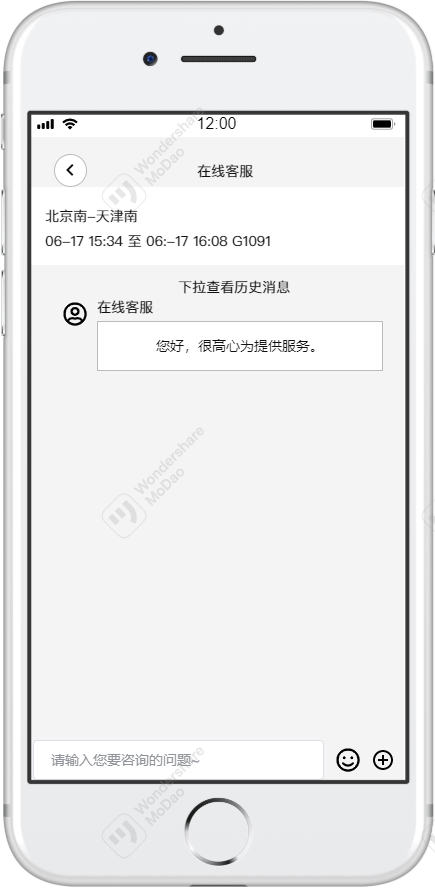 12:00
在线客服
北京南-天津南
06-17 15:34 至 06:-17 16:08 G1091
下拉查看历史消息
在线客服
您好，很高心为提供服务。
请输入您要咨询的问题~
Wondershare
MoDao
Wondershare
MoDao
Wondershare
MoDao